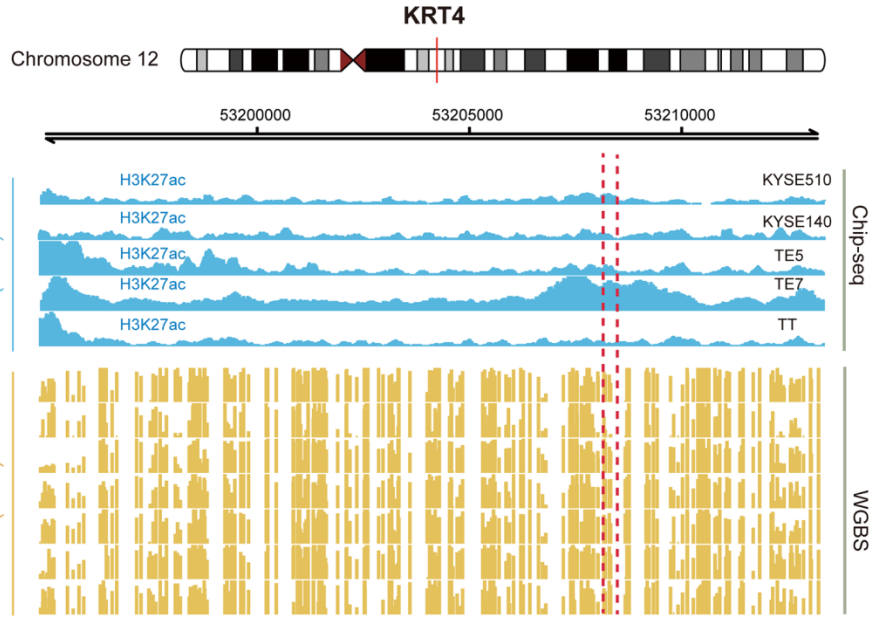 KRT4
Chromosome 12
53200000 53205000 53210000
H3K27ac KYSE510
H3K27ac KYSE140
H3K27ac TE5
H3K27ac TE7
H3K27ac TT
Chip-seq
WGBS